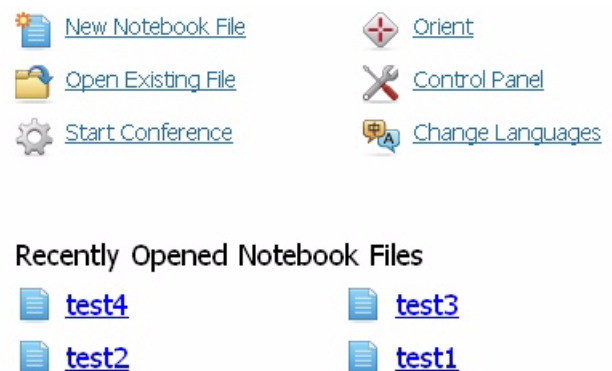 New Notebook File
Orient
Open Existing File
Control Panel
Start Conference
中 A
Change Languages
Recently Opened Notebook Files
test4
test3
test2
test1